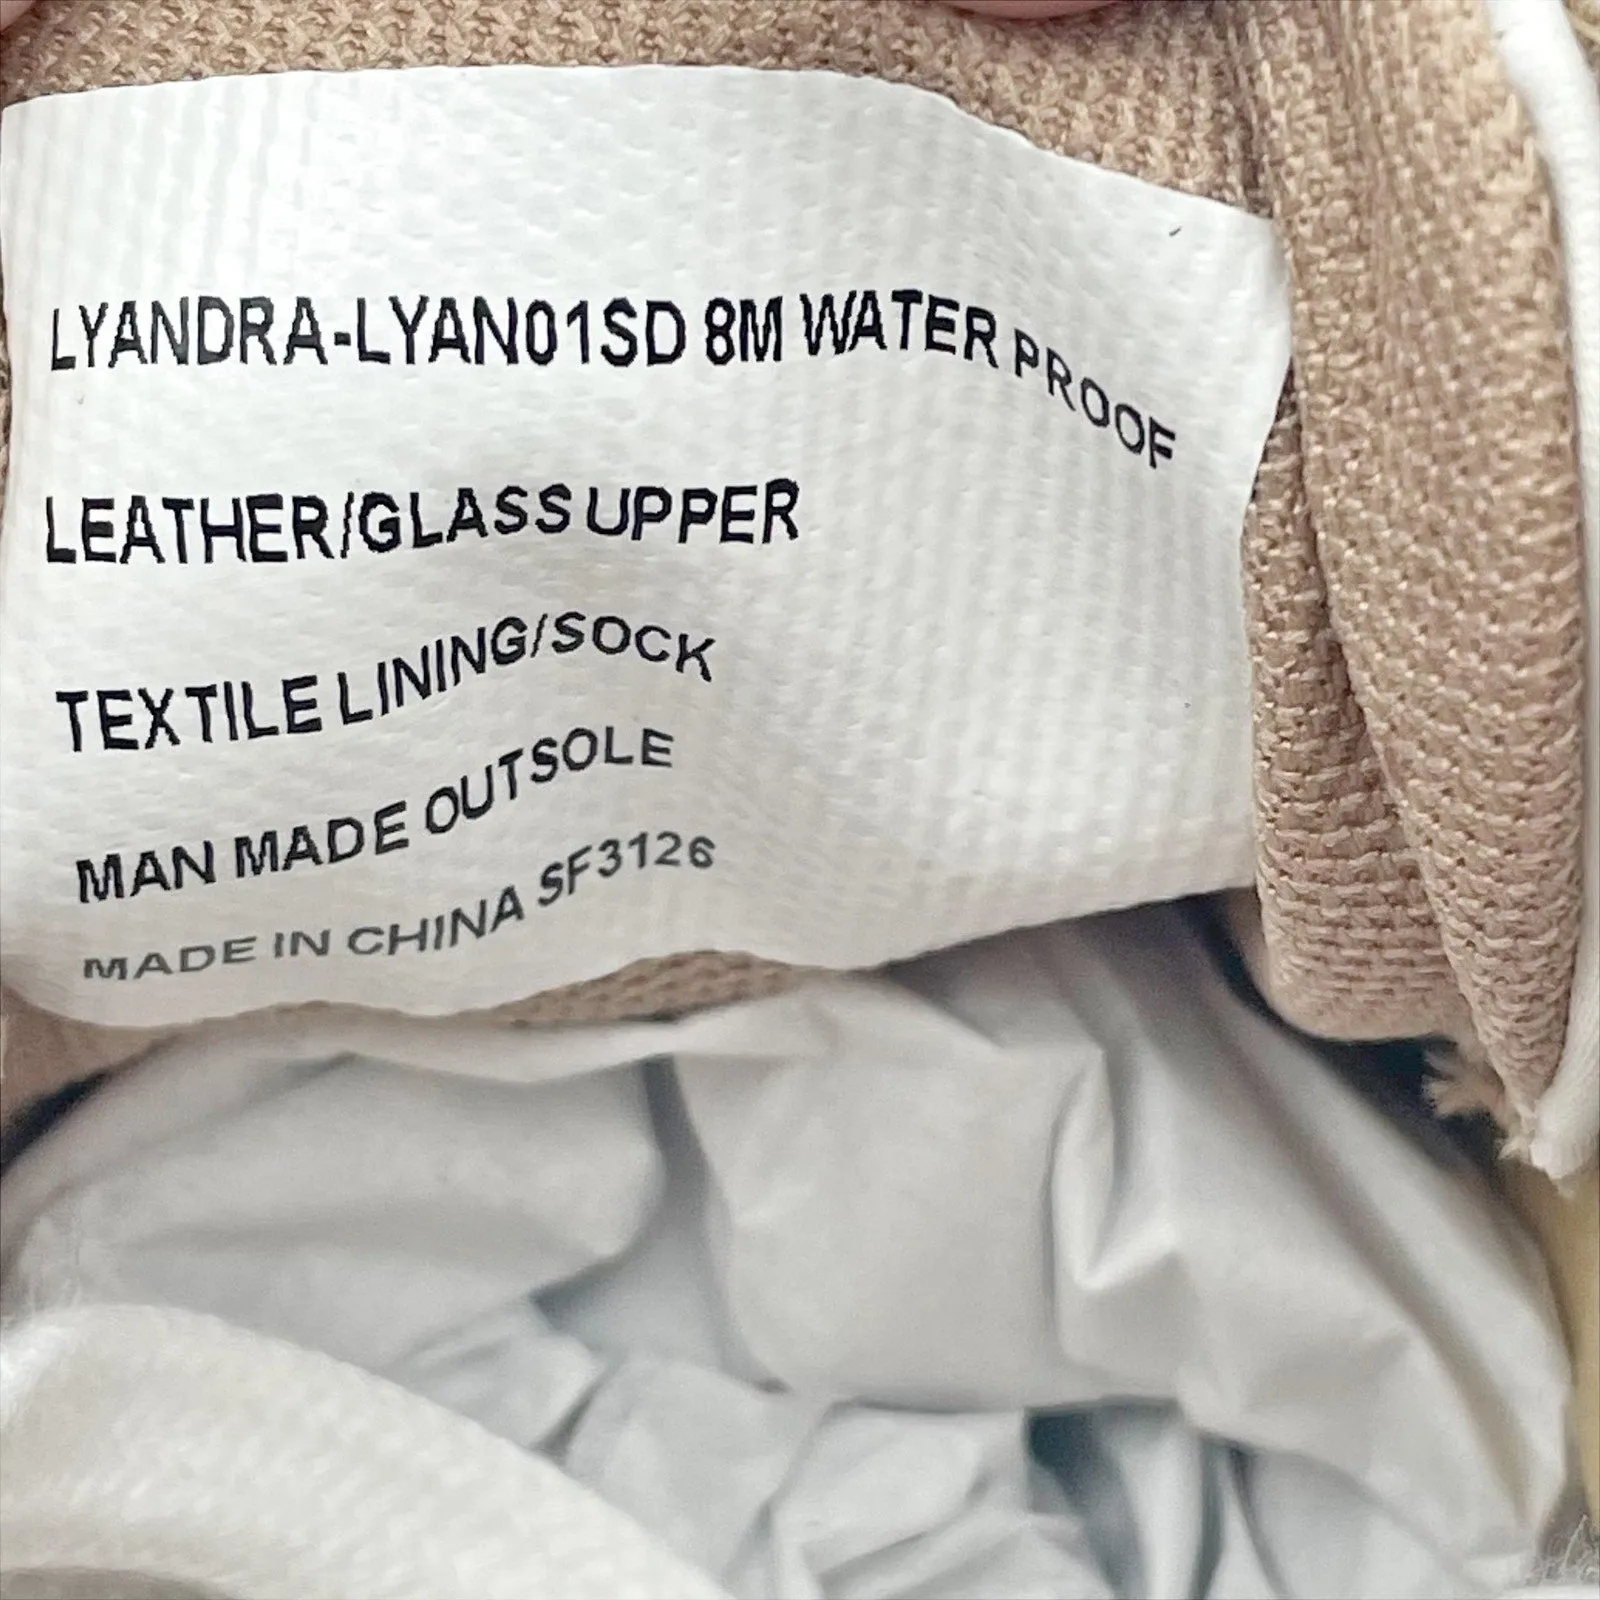 LYANDRA-LYAN01SD 8M WATER PROOF
LEATHER/GLASS UPPER
TEXTILE LINING/SOCK
MAN MADE OUTSOLE
MADE IN CHINA SF3126